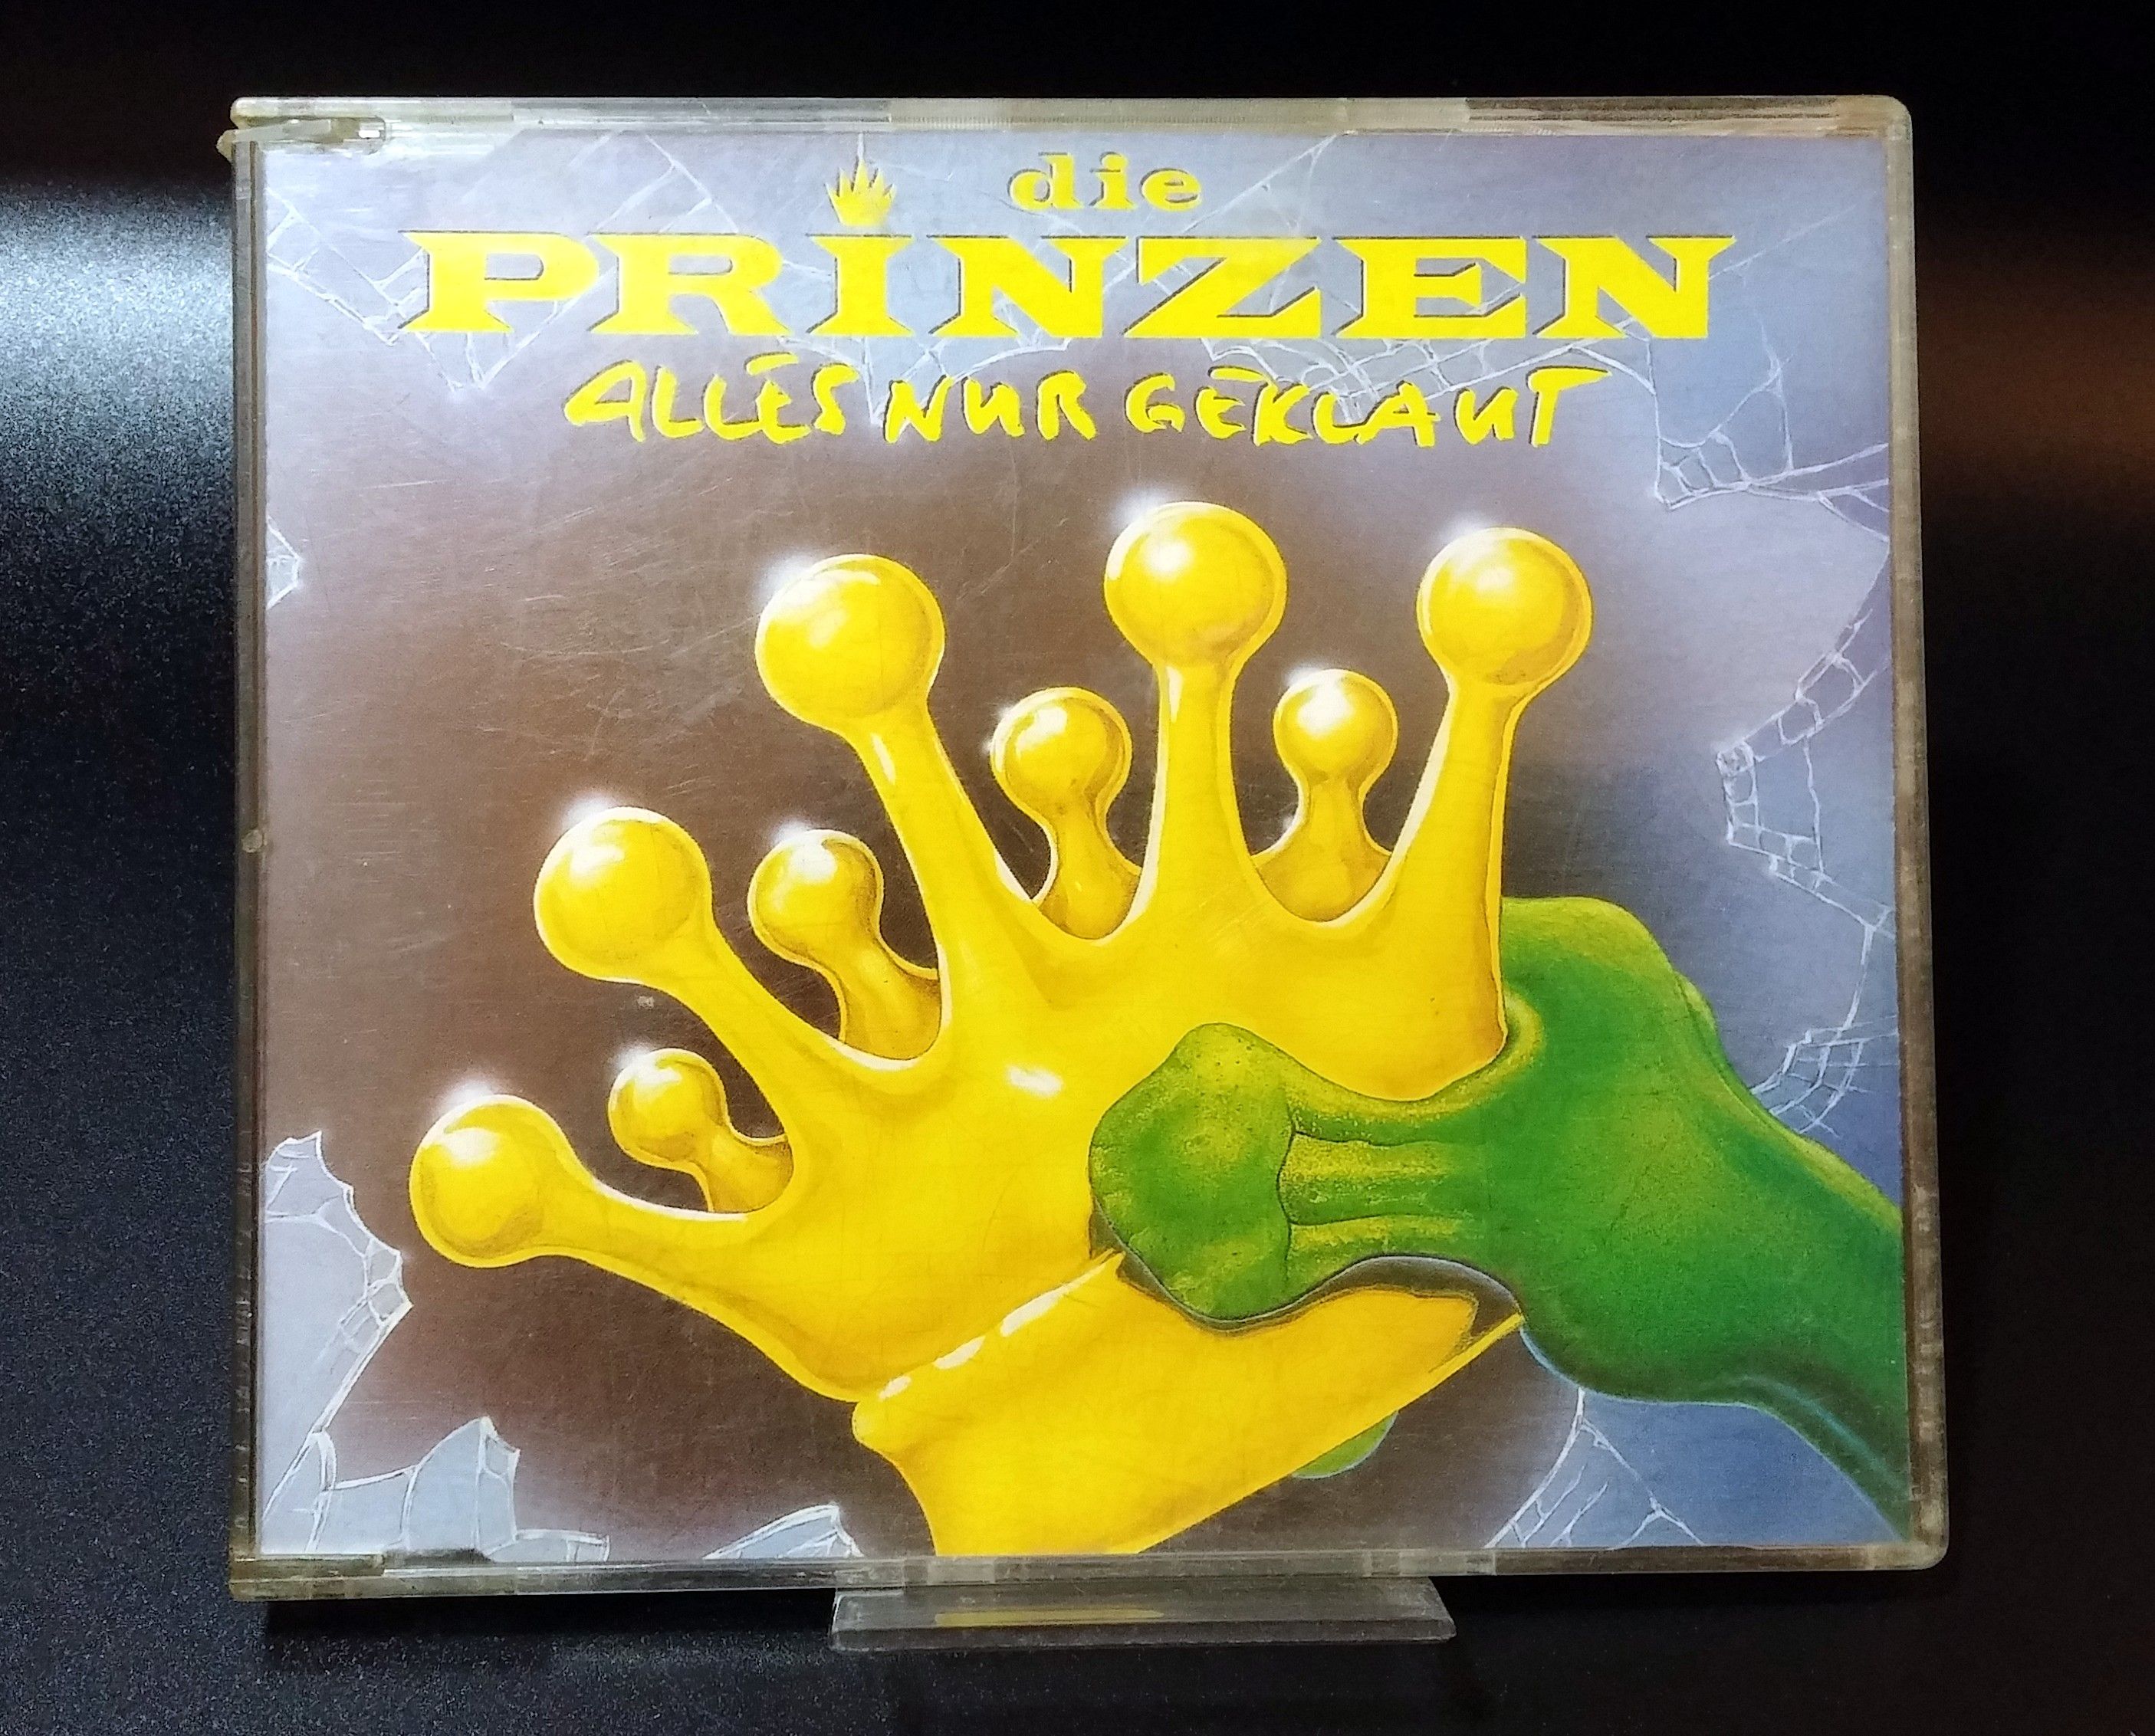 die
PRINZEN
ALLES NUR GEKLAUT